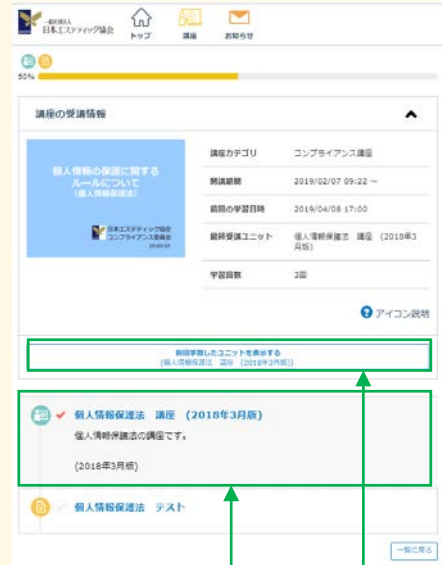 一般社団法人
日本エステティック協会
トップ
講座
お知らせ
50%
講座の受講情報
個人情報の保護に関する
ルールについて
(個人情報保護法)
日本エステティック協会
コンプライアンス委員会
講座カテゴリ
コンプライアンス講座
開講期間
2019/02/07 09:22 ～
前回の学習日時
2019/04/08 17:00
最終受講ユニット
個人情報保護法 講座 (2018年3
月版)
学習回数
3回
アイコン説明
前回学習したユニットを表示する
(個人情報保護法 講座 (2018年3月版))
個人情報保護法 講座 (2018年3月版)
個人情報保護法の講座です。
(2018年3月版)
個人情報保護法 テスト
一覧に戻る